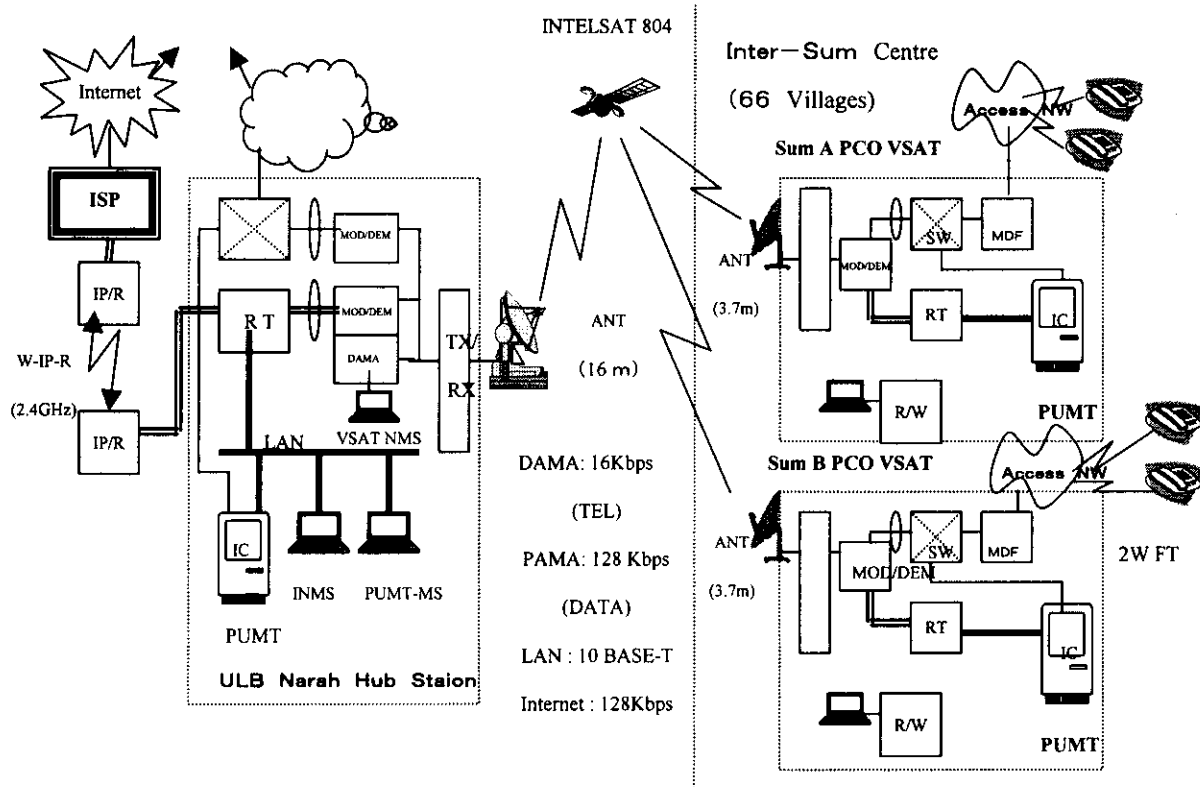 INTELSAT 804
Internet
ISP
IP/R
W-IP-R
(2.4GHz)
IP/R
MOD/DEM
R T
MOD/DEM
DAMA
VSAT NMS
TX/
RX
LAN
IC
PUMT
INMS
PUMT-MS
ULB Narah Hub Staion
ANT
(16 m)
DAMA: 16Kbps
(TEL)
PAMA: 128 Kbps
(DATA)
LAN : 10 BASE-T
Internet : 128Kbps
Inter-Sum Centre
(66 Villages)
Access NW
Sum A PCO VSAT
ANT
(3.7m)
MOD/DEM
SW
MDF
RT
IC
R/W
PUMT
Sum B PCO VSAT
Access NW
ANT
(3.7m)
MOD/DEM
SW
MDF
2W FT
RT
IC
R/W
PUMT